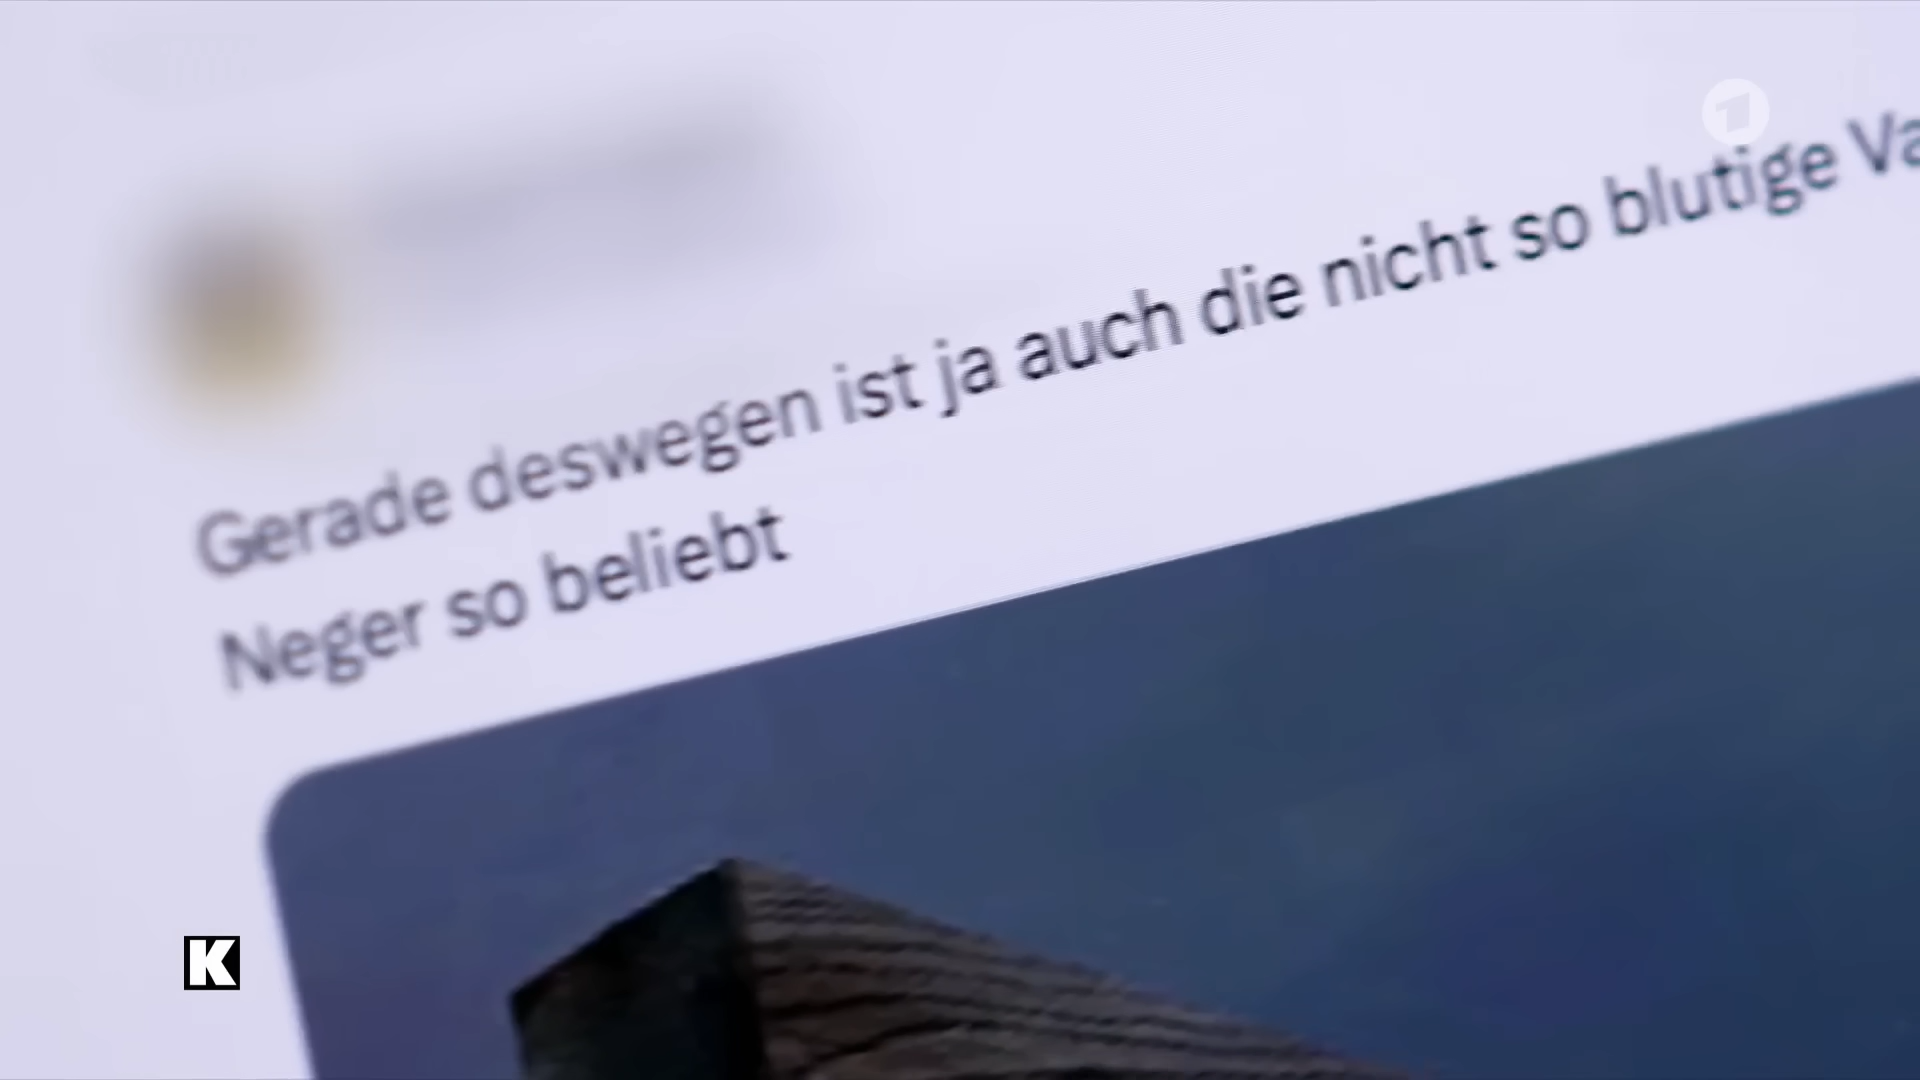 Gerade deswegen ist ja auch die nicht so blutige Va
Neger so beliebt
K